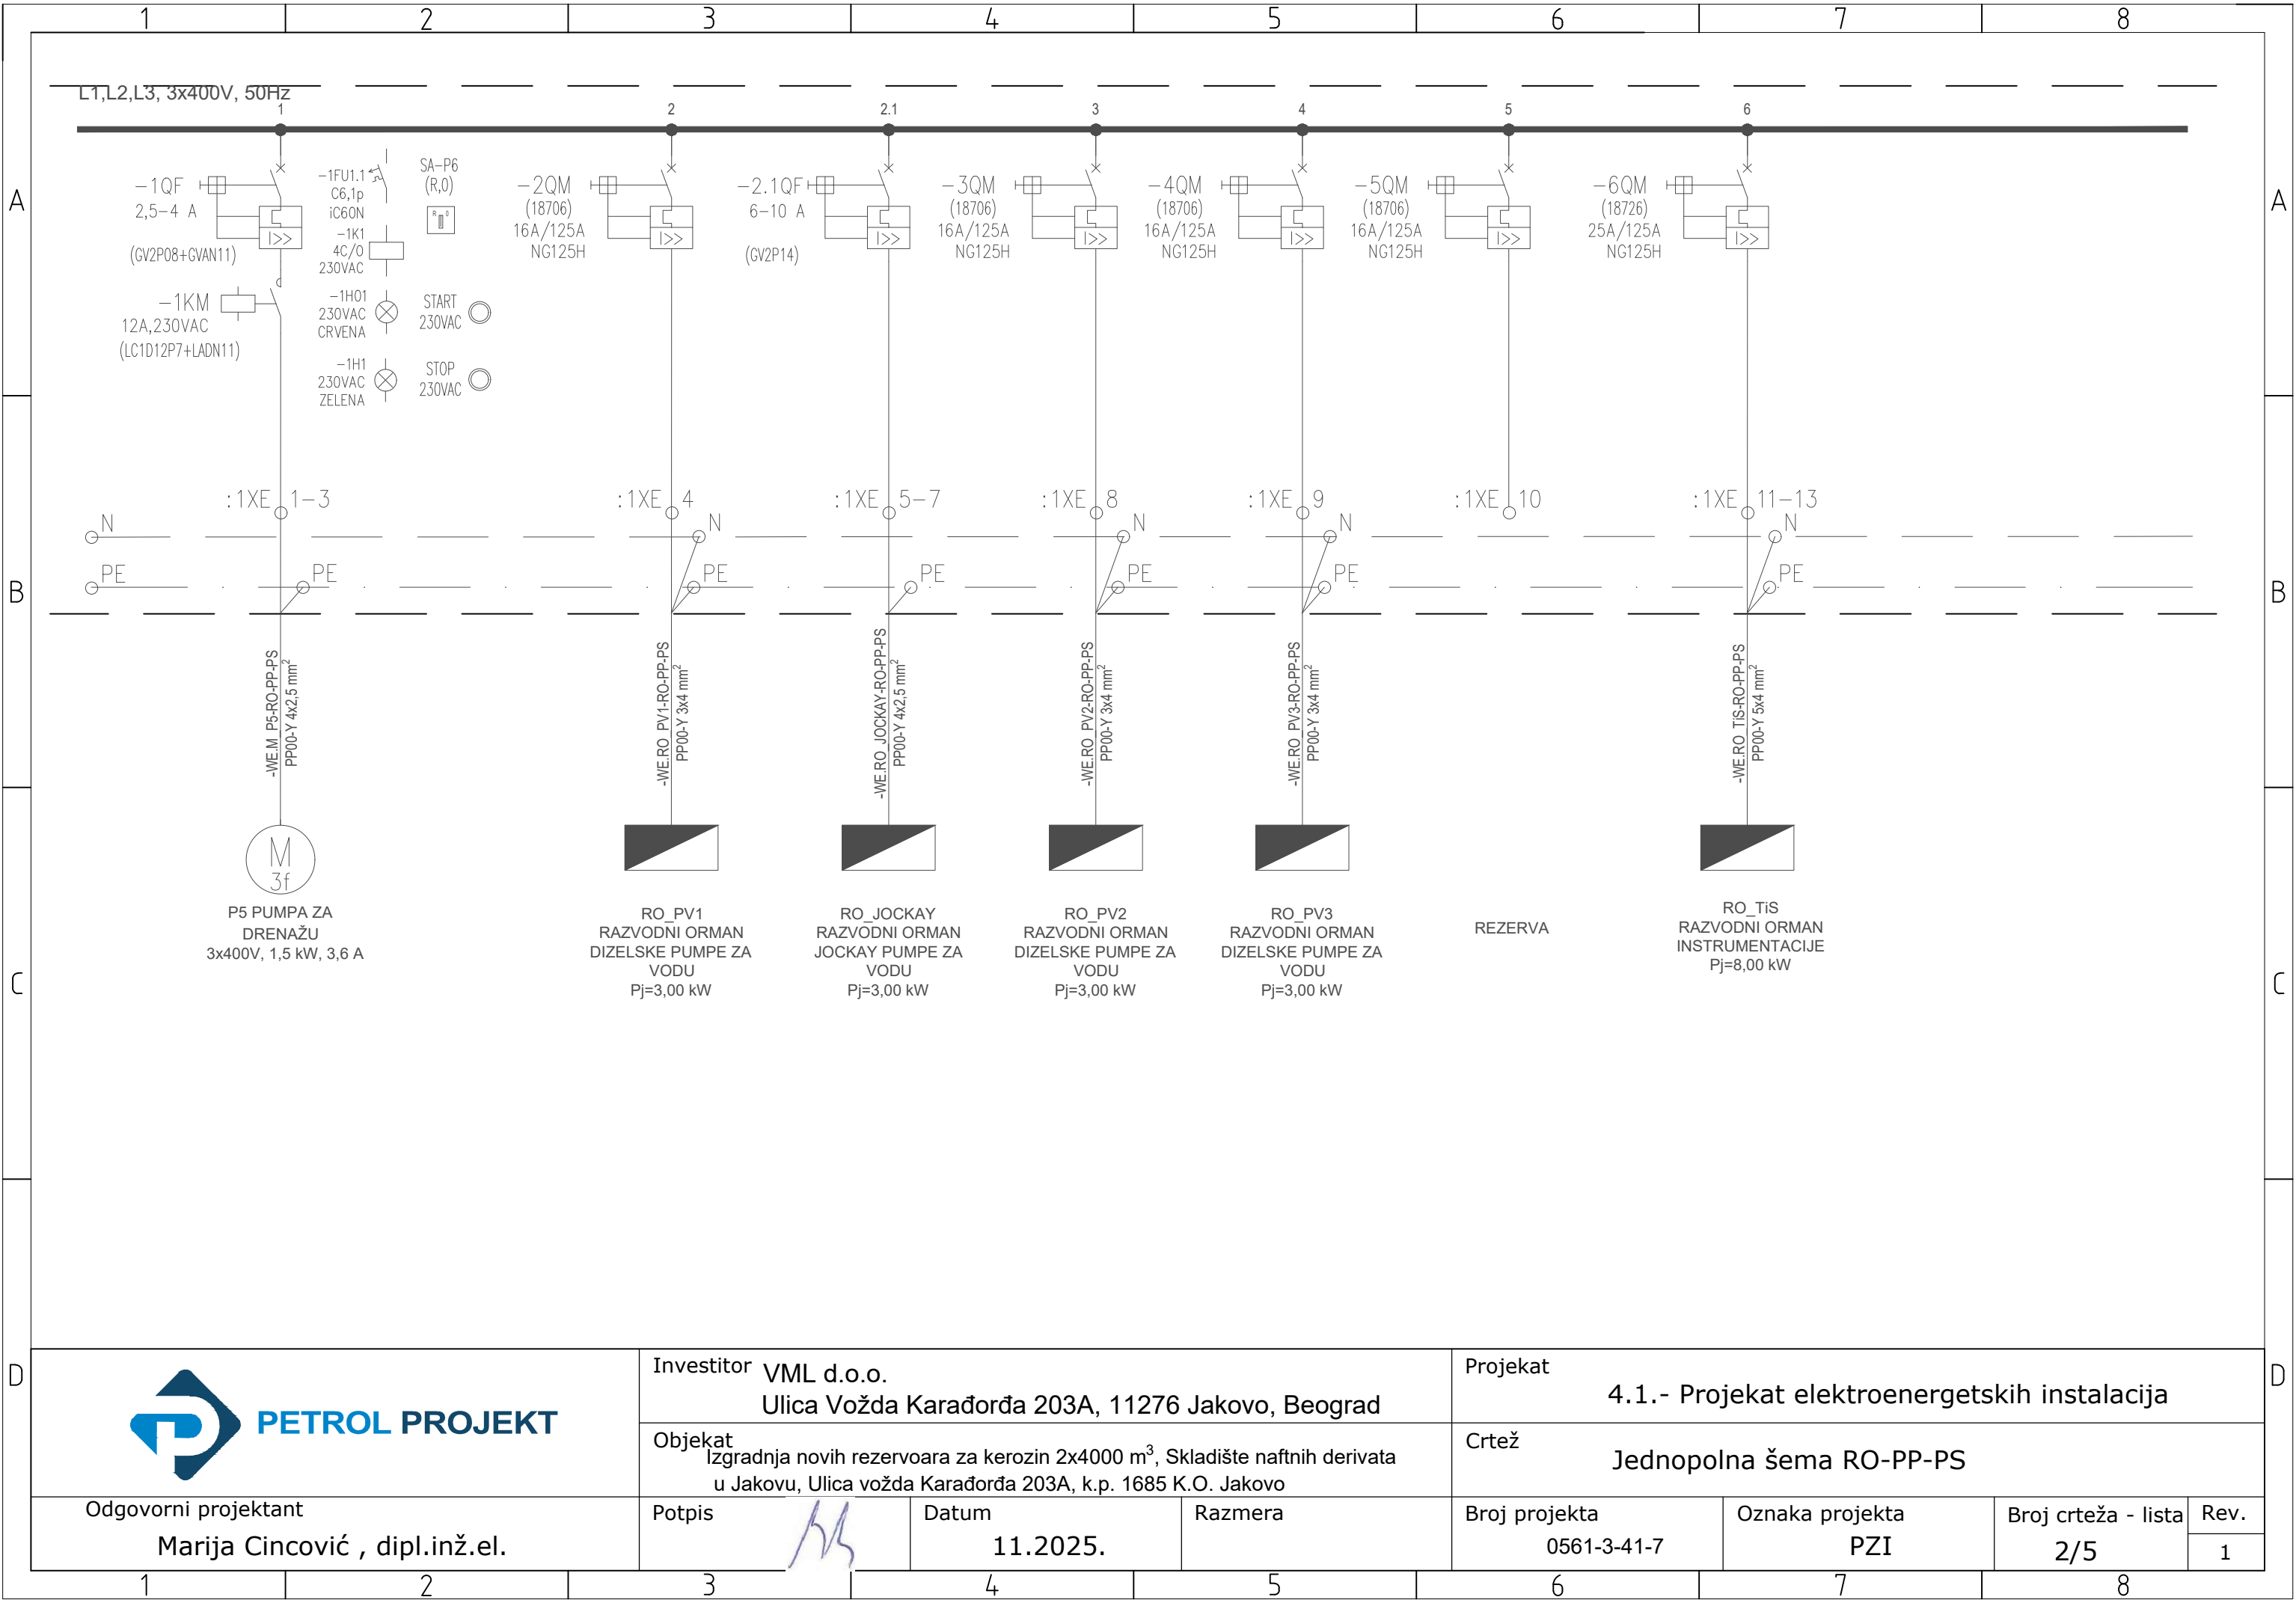 1 2 3 4 5 6 7 8
L1,L2,L3, 3x400V, 50Hz
1 2 2.1 3 4 5 6
A A
-1QF
2,5-4 A
(GV2P08+GVAN11)
I>>
-1KM
12A,230VAC
(LC1D12P7+LADN11)
-1FU1.1
C6,1p
iC60N
-1K1
4C/O
230VAC
-1H01
230VAC
CRVENA
-1H1
230VAC
ZELENA
SA-P6
(R,0)
R 0
START
230VAC
STOP
230VAC
-2QM
(18706)
16A/125A
NG125H
I>>
-2.1QF
6-10 A
(GV2P14)
I>>
-3QM
(18706)
16A/125A
NG125H
I>>
-4QM
(18706)
16A/125A
NG125H
I>>
-5QM
(18706)
16A/125A
NG125H
I>>
-6QM
(18726)
25A/125A
NG125H
I>>
:1XE 1-3
:1XE 4
:1XE 5-7
:1XE 8
:1XE 9
:1XE 10
:1XE 11-13
N N N N N
PE PE PE PE PE PE PE
B B
-WE.M_P5-RO-PP-PS
PP00-Y 4x2,5 mm²
-WE.RO_PV1-RO-PP-PS
PP00-Y 3x4 mm²
-WE.RO_JOCKAY-RO-PP-PS
PP00-Y 4x2,5 mm²
-WE.RO_PV2-RO-PP-PS
PP00-Y 3x4 mm²
-WE.RO_PV3-RO-PP-PS
PP00-Y 3x4 mm²
-WE.RO_TiS-RO-PP-PS
PP00-Y 5x4 mm²
M
3f
P5 PUMPA ZA
DRENAŽU
3x400V, 1,5 kW, 3,6 A
RO_PV1
RAZVODNI ORMAN
DIZELSKE PUMPE ZA
VODU
Pj=3,00 kW
RO_JOCKAY
RAZVODNI ORMAN
JOCKAY PUMPE ZA
VODU
Pj=3,00 kW
RO_PV2
RAZVODNI ORMAN
DIZELSKE PUMPE ZA
VODU
Pj=3,00 kW
RO_PV3
RAZVODNI ORMAN
DIZELSKE PUMPE ZA
VODU
Pj=3,00 kW
REZERVA
RO_TiS
RAZVODNI ORMAN
INSTRUMENTACIJE
Pj=8,00 kW
C C
D D
PETROL PROJEKT
Investitor
VML d.o.o.
Ulica Vožda Karađorđa 203A, 11276 Jakovo, Beograd
Projekat
4.1.- Projekat elektroenergetskih instalacija
Objekat
Izgradnja novih rezervoara za kerozin 2x4000 m³, Skladište naftnih derivata
u Jakovu, Ulica vožda Karađorđa 203A, k.p. 1685 K.O. Jakovo
Crtež
Jednopolna šema RO-PP-PS
Odgovorni projektant
Marija Cincović , dipl.inž.el.
Potpis
Datum
11.2025.
Razmera
Broj projekta
0561-3-41-7
Oznaka projekta
PZI
Broj crteža - lista
2/5
Rev.
1
1 2 3 4 5 6 7 8